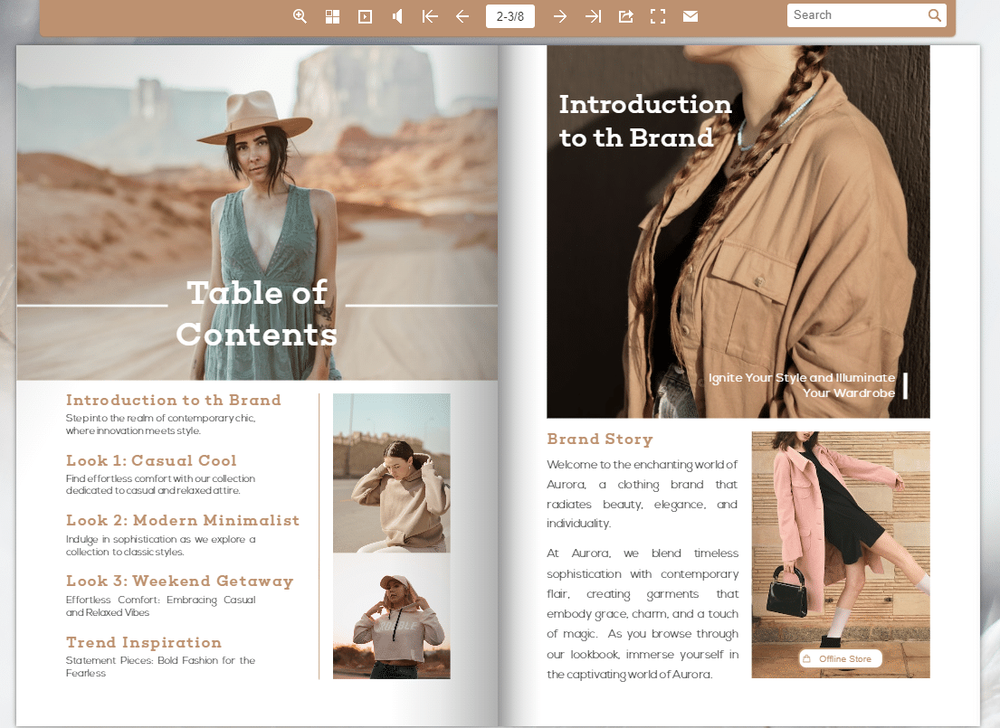 2-3/8
Search
Table of
Contents
Introduction to th Brand
Step into the realm of contemporary chic,
where innovation meets style.
Look 1: Casual Cool
Find effortless comfort with our collection
dedicated to casual and relaxed attire.
Look 2: Modern Minimalist
Indulge in sophistication as we explore a
collection to classic styles.
Look 3: Weekend Getaway
Effortless Comfort: Embracing Casual
and Relaxed Vibes
Trend Inspiration
Statement Pieces: Bold Fashion for the
Fearless
Introduction
to th Brand
Ignite Your Style and Illuminate
Your Wardrobe
Brand Story
Welcome to the enchanting world of
Aurora, a clothing brand that
radiates beauty, elegance, and
individuality.
At Aurora, we blend timeless
sophistication with contemporary
flair, creating garments that
embody grace, charm, and a touch
of magic. As you browse through
our lookbook, immerse yourself in
the captivating world of Aurora.
Offline Store